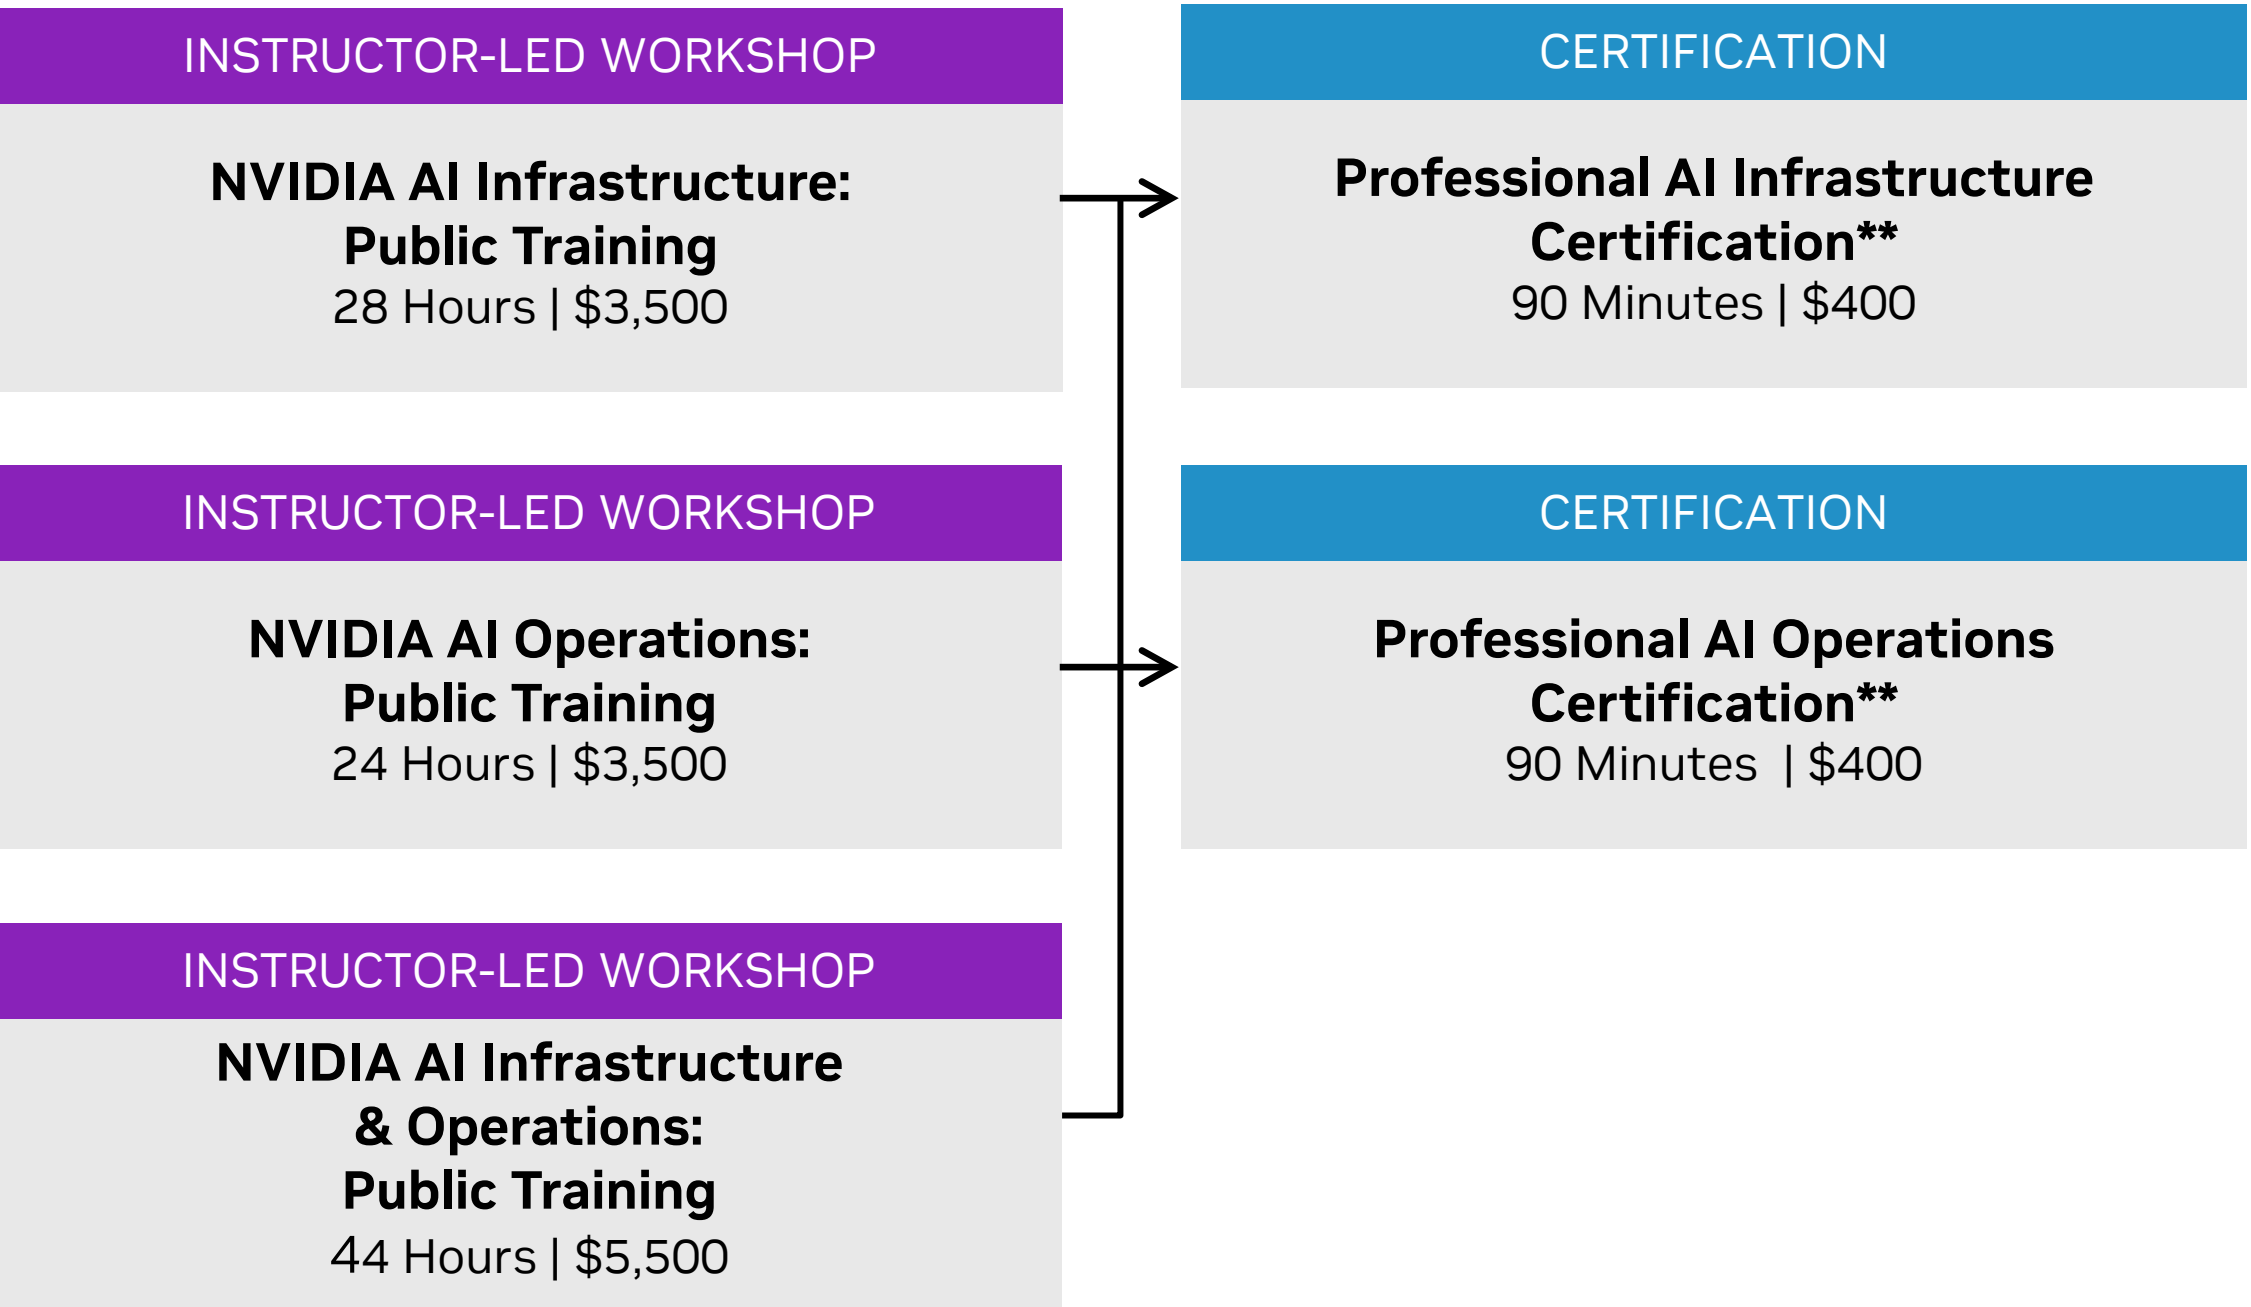 INSTRUCTOR-LED WORKSHOP
NVIDIA AI Infrastructure:
Public Training
28 Hours | $3,500
CERTIFICATION
Professional AI Infrastructure
Certification**
90 Minutes | $400
INSTRUCTOR-LED WORKSHOP
NVIDIA AI Operations:
Public Training
24 Hours | $3,500
CERTIFICATION
Professional AI Operations
Certification**
90 Minutes | $400
INSTRUCTOR-LED WORKSHOP
NVIDIA AI Infrastructure
& Operations:
Public Training
44 Hours | $5,500